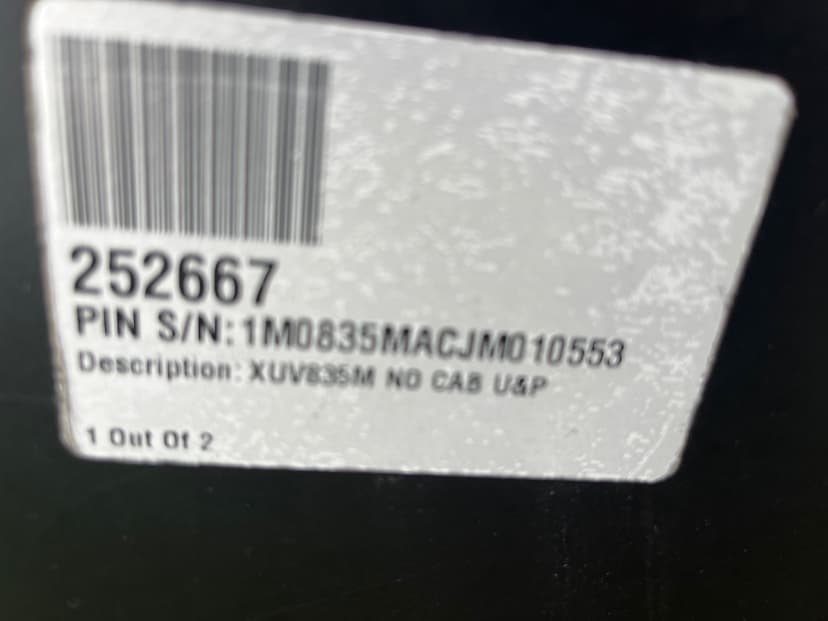 252667
PIN S/N: 1M0835MACJM010553
Description: XUV835M NO CAB U&P
1 Out Of 2